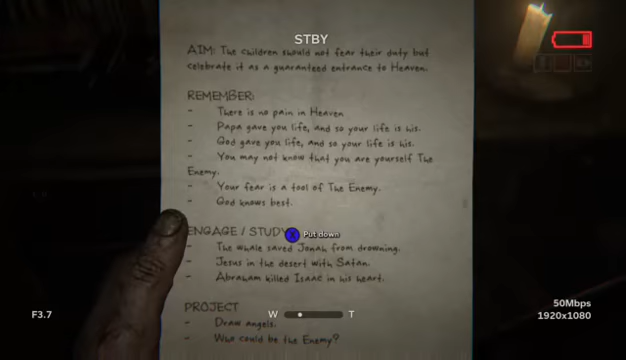 STBY
AIM: The children should not fear their duty but
celebrate it as a guaranteed entrance to Heaven.
REMEMBER:
- There is no pain in Heaven
- Papa gave you life, and so your life is his.
- God gave you life, and so your life is his.
- You may not know that you are yourself The
Enemy.
- Your fear is a tool of The Enemy.
- God knows best.
ENGAGE / STUDY
X Put down
- The whale saved Jonah from drowning.
- Jesus in the desert with Satan.
- Abraham killed Isaac in his heart.
PROJECT
- Draw angels.
- Who could be the Enemy?
F3.7
W T
50Mbps
1920x1080